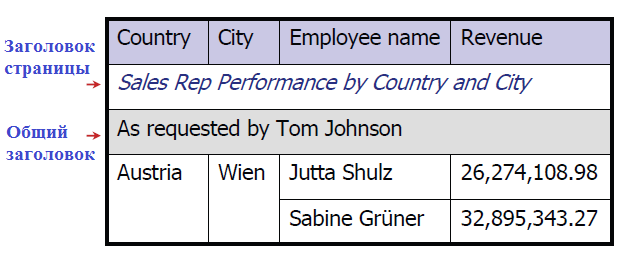 Заголовок
страницы
Общий
заголовок
Country City Employee name Revenue
Sales Rep Performance by Country and City
As requested by Tom Johnson
Austria Wien Jutta Shulz 26,274,108.98
Sabine Grüner 32,895,343.27